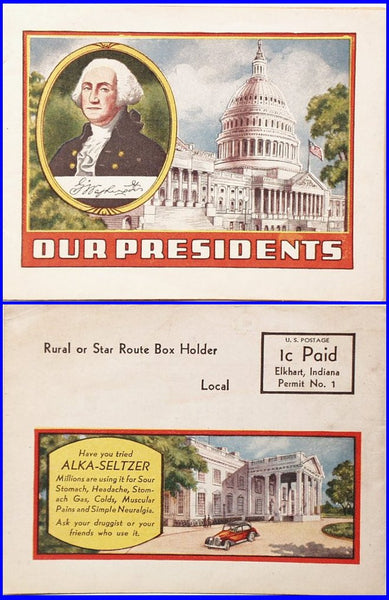 G Washington
OUR PRESIDENTS
Rural or Star Route Box Holder
Local
U. S. POSTAGE
1c Paid
Elkhart, Indiana
Permit No. 1
Have you tried
ALKA-SELTZER
Millions are using it for Sour
Stomach, Headache, Stom-
ach Gas, Colds, Muscular
Pains and Simple Neuralgia.
Ask your druggist or your
friends who use it.